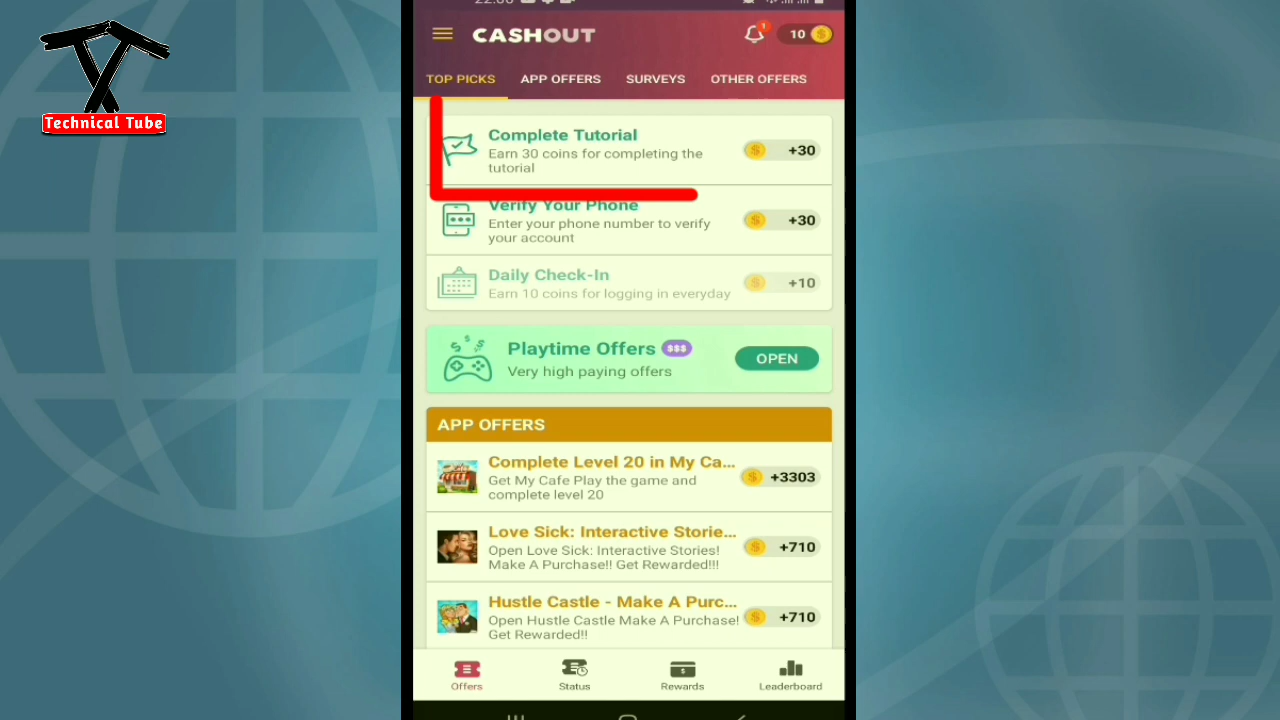 Technical Tube
CASHOUT
1
10
TOP PICKS APP OFFERS SURVEYS OTHER OFFERS
Complete Tutorial
Earn 30 coins for completing the
tutorial
+30
Verify Your Phone
Enter your phone number to verify
your account
+30
Daily Check-In
Earn 10 coins for logging in everyday
+10
Playtime Offers $$$
Very high paying offers
OPEN
APP OFFERS
Complete Level 20 in My Ca...
Get My Cafe Play the game and
complete level 20
+3303
Love Sick: Interactive Storie...
Open Love Sick: Interactive Stories!
Make A Purchase!! Get Rewarded!!!
+710
Hustle Castle - Make A Purc...
Open Hustle Castle Make A Purchase!
Get Rewarded!!
+710
Offers Status Rewards Leaderboard